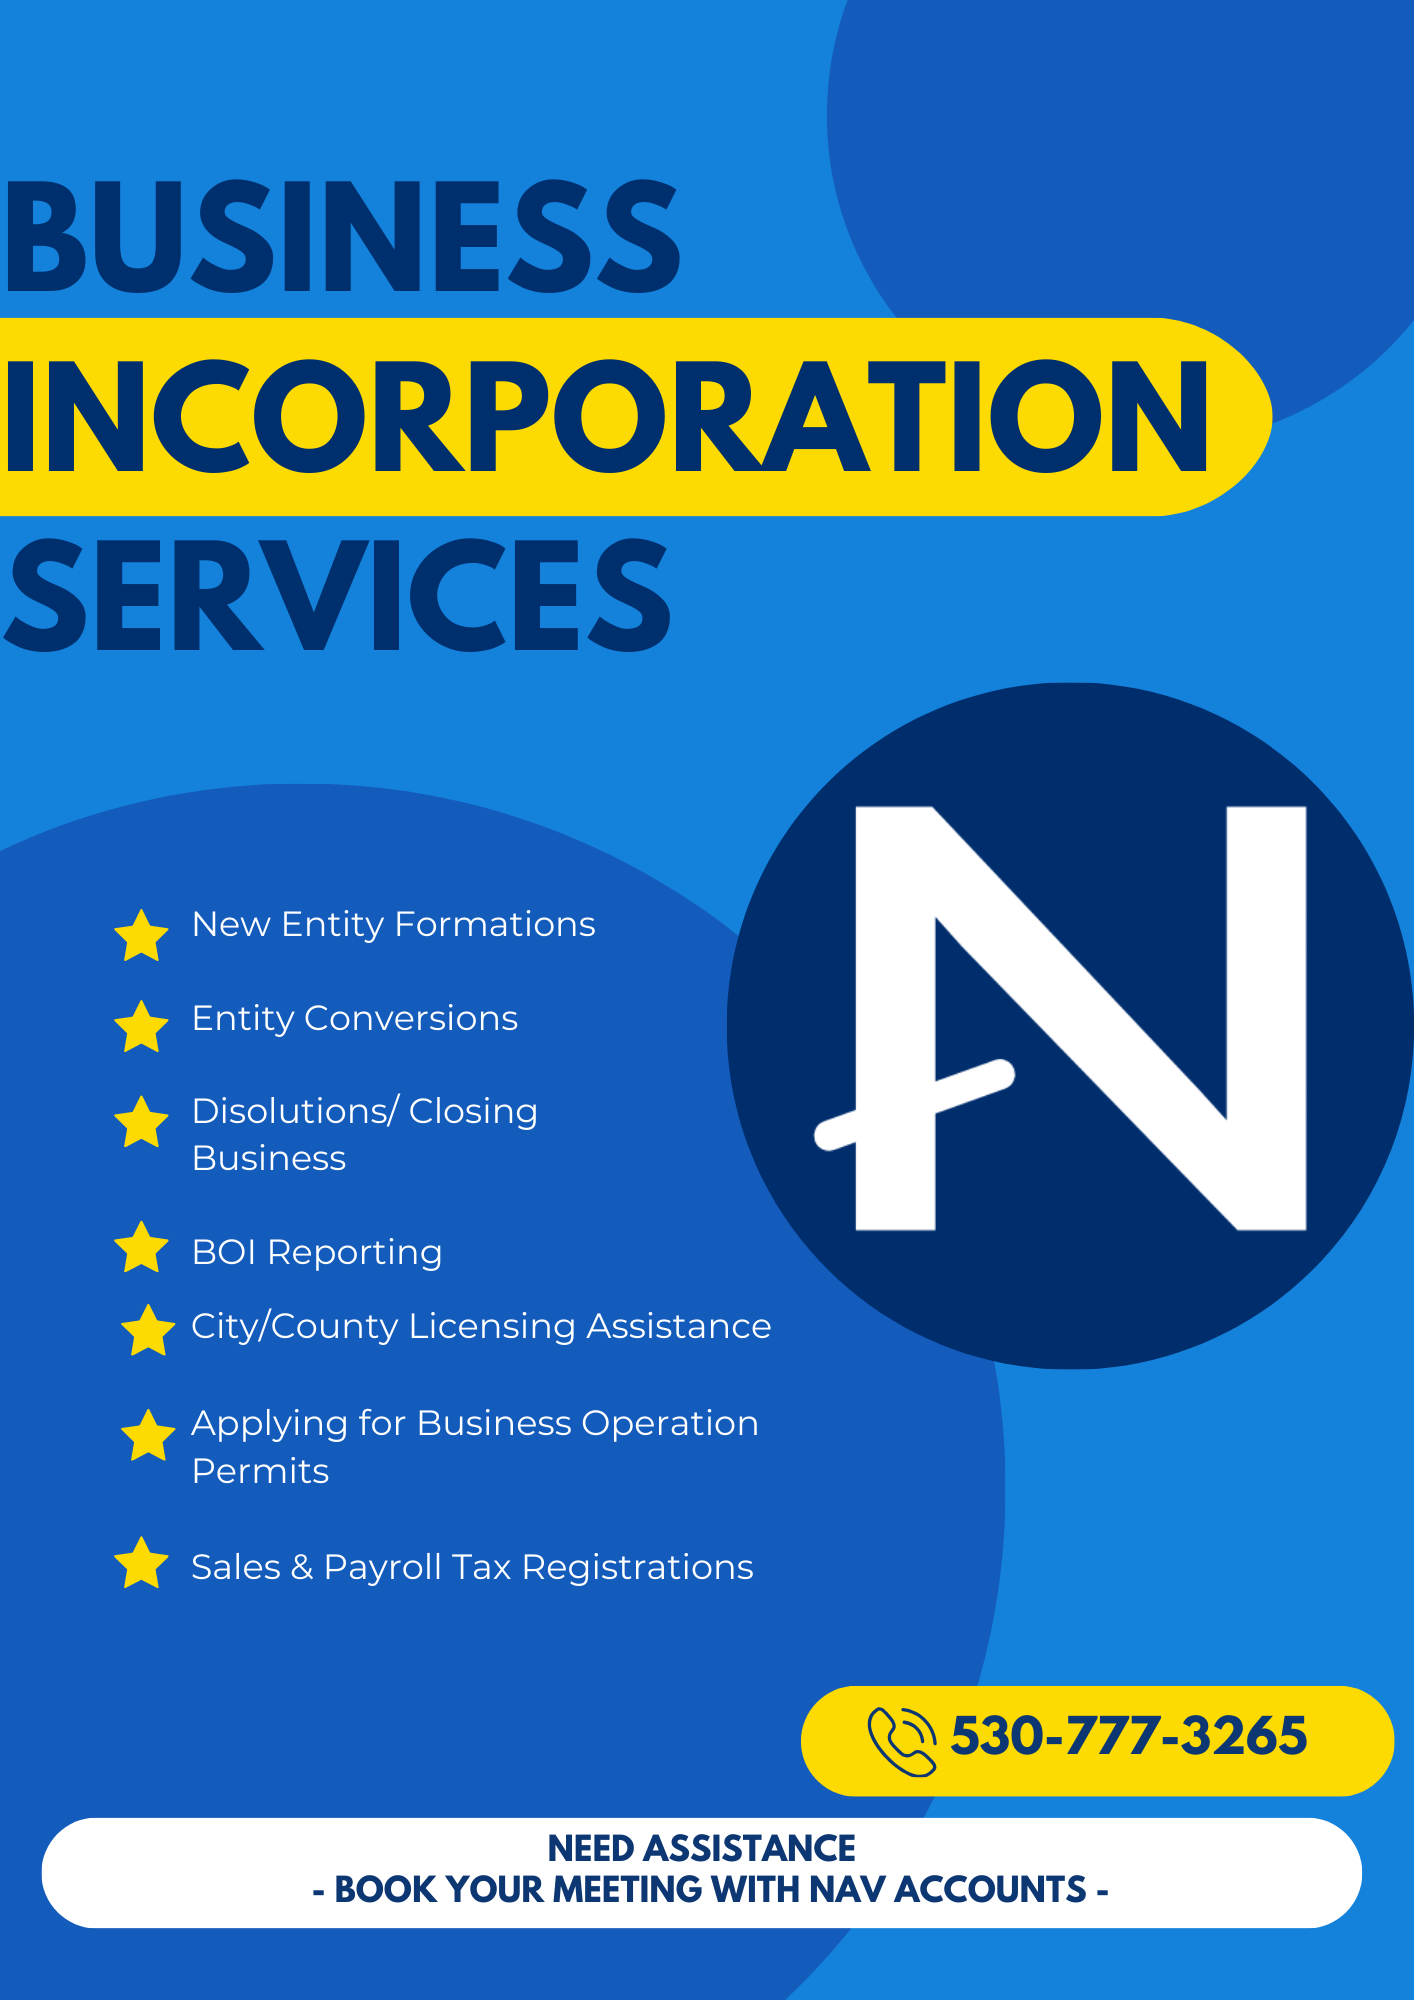 BUSINESS
INCORPORATION
SERVICES
N
New Entity Formations
Entity Conversions
Disolutions/ Closing
Business
BOI Reporting
City/County Licensing Assistance
Applying for Business Operation
Permits
Sales & Payroll Tax Registrations
530-777-3265
NEED ASSISTANCE
- BOOK YOUR MEETING WITH NAV ACCOUNTS -